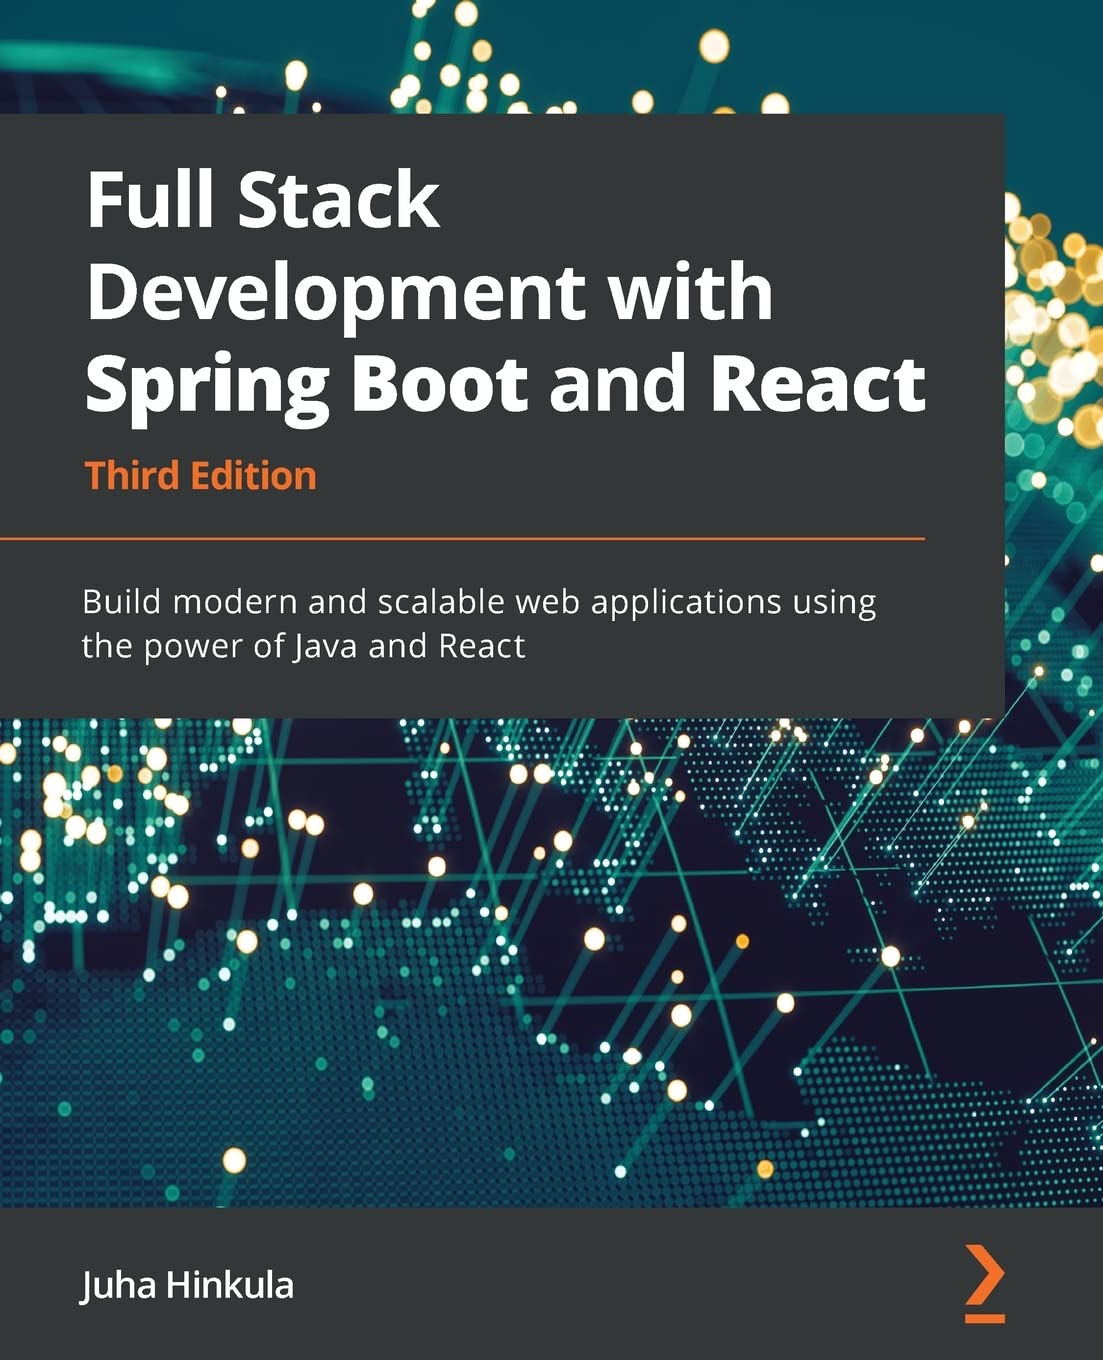 Full Stack
Development with
Spring Boot and React
Third Edition
Build modern and scalable web applications using
the power of Java and React
Juha Hinkula